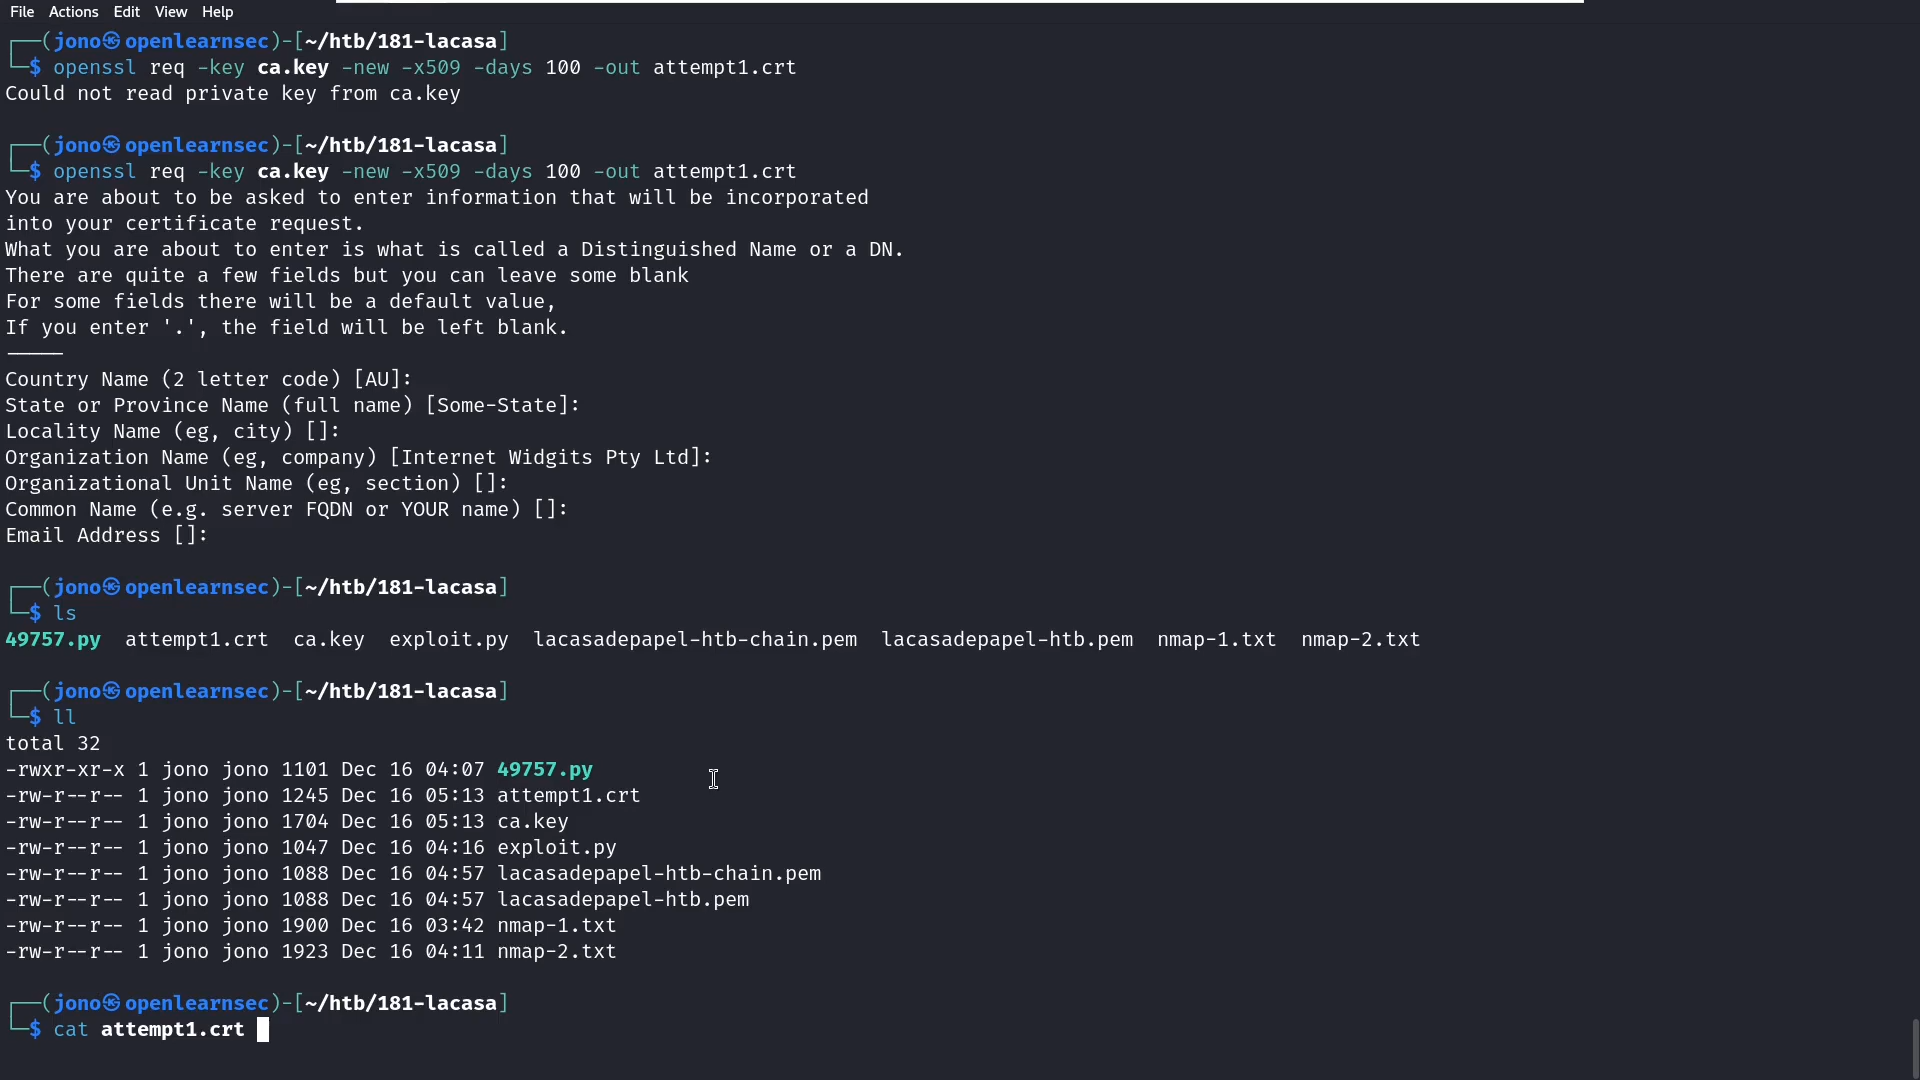 File Actions Edit View Help
┌──(jono㉿openlearnsec)-[~/htb/181-lacasa]
└─$ openssl req -key ca.key -new -x509 -days 100 -out attempt1.crt
Could not read private key from ca.key
┌──(jono㉿openlearnsec)-[~/htb/181-lacasa]
└─$ openssl req -key ca.key -new -x509 -days 100 -out attempt1.crt
You are about to be asked to enter information that will be incorporated
into your certificate request.
What you are about to enter is what is called a Distinguished Name or a DN.
There are quite a few fields but you can leave some blank
For some fields there will be a default value,
If you enter '.', the field will be left blank.
-----
Country Name (2 letter code) [AU]:
State or Province Name (full name) [Some-State]:
Locality Name (eg, city) []:
Organization Name (eg, company) [Internet Widgits Pty Ltd]:
Organizational Unit Name (eg, section) []:
Common Name (e.g. server FQDN or YOUR name) []:
Email Address []:
┌──(jono㉿openlearnsec)-[~/htb/181-lacasa]
└─$ ls
49757.py  attempt1.crt  ca.key  exploit.py  lacasadepapel-htb-chain.pem  lacasadepapel-htb.pem  nmap-1.txt  nmap-2.txt
┌──(jono㉿openlearnsec)-[~/htb/181-lacasa]
└─$ ll
total 32
-rwxr-xr-x 1 jono jono 1101 Dec 16 04:07 49757.py
-rw-r--r-- 1 jono jono 1245 Dec 16 05:13 attempt1.crt
-rw-r--r-- 1 jono jono 1704 Dec 16 05:13 ca.key
-rw-r--r-- 1 jono jono 1047 Dec 16 04:16 exploit.py
-rw-r--r-- 1 jono jono 1088 Dec 16 04:57 lacasadepapel-htb-chain.pem
-rw-r--r-- 1 jono jono 1088 Dec 16 04:57 lacasadepapel-htb.pem
-rw-r--r-- 1 jono jono 1900 Dec 16 03:42 nmap-1.txt
-rw-r--r-- 1 jono jono 1923 Dec 16 04:11 nmap-2.txt
┌──(jono㉿openlearnsec)-[~/htb/181-lacasa]
└─$ cat attempt1.crt